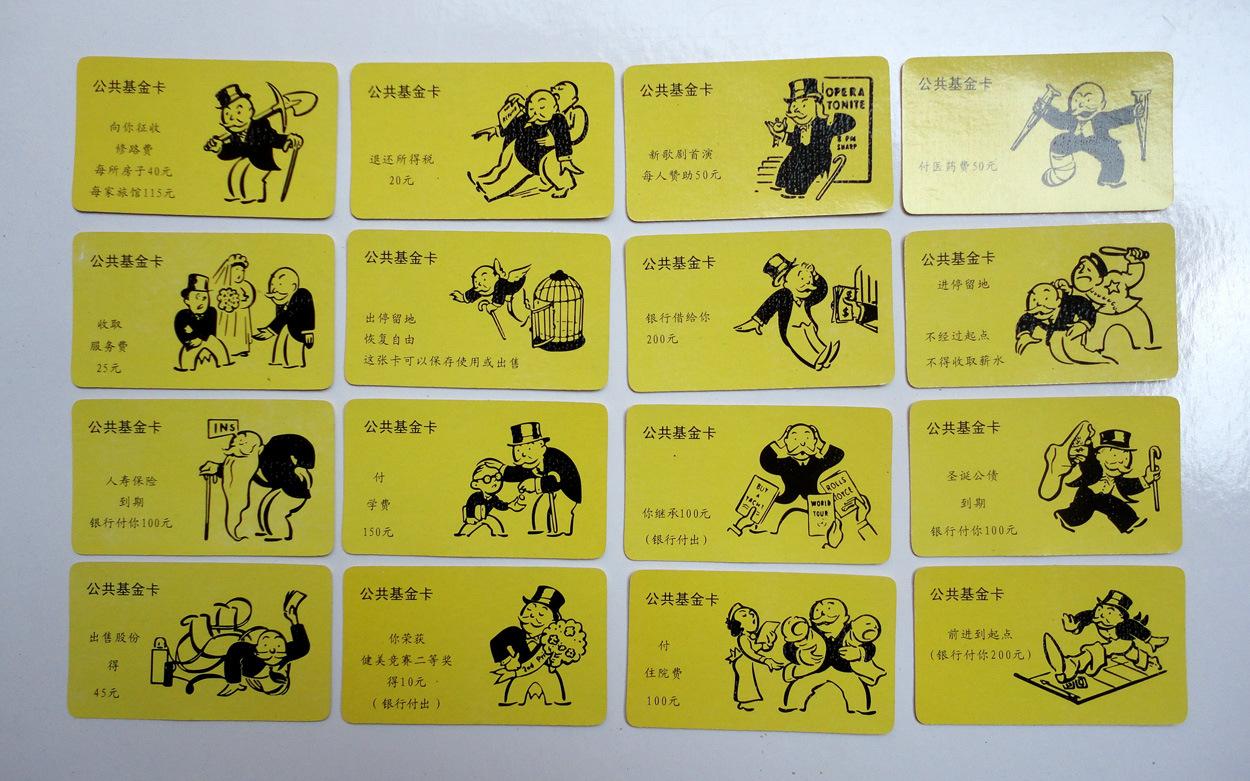 公共基金卡
向你征收
修路费
每所房子40元
每家旅馆115元
公共基金卡
退还所得税
20元
公共基金卡
新歌剧首演
每人赞助50元
OPERA
TONITE
8 PM
SHARP
公共基金卡
付医药费50元
公共基金卡
收取
服务费
25元
公共基金卡
出停留地
恢复自由
这张卡可以保存使用或出售
公共基金卡
银行借给你
200元
$
公共基金卡
进停留地
不经过起点
不得收取薪水
公共基金卡
INS
人寿保险
到期
银行付你100元
公共基金卡
付
学费
150元
公共基金卡
BUY
A
YACHT
WORLD
TOUR
ROLLS
ROYCE
你继承100元
(银行付出)
公共基金卡
圣诞公债
到期
银行付你100元
公共基金卡
出售股份
得
45元
公共基金卡
你荣获
健美竞赛二等奖
得10元
(银行付出)
2nd Prize
公共基金卡
付
住院费
100元
公共基金卡
前进到起点
(银行付你200元)